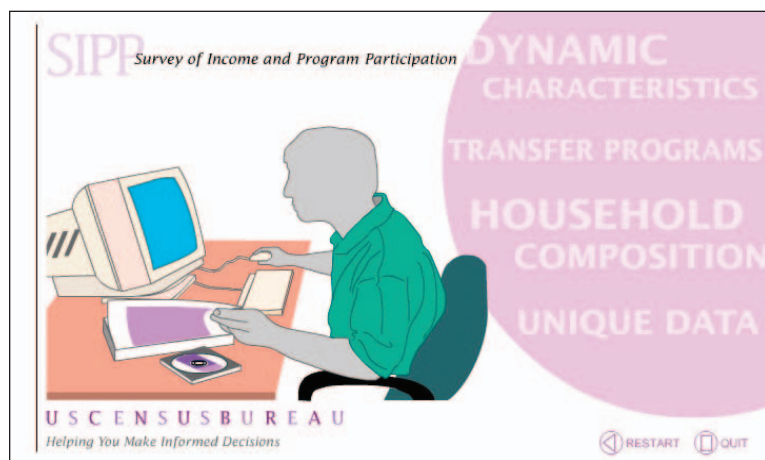 SIPP Survey of Income and Program Participation
DYNAMIC
CHARACTERISTICS
TRANSFER PROGRAMS
HOUSEHOLD
COMPOSITION
UNIQUE DATA
USCENSUSBUREAU
Helping You Make Informed Decisions
RESTART QUIT